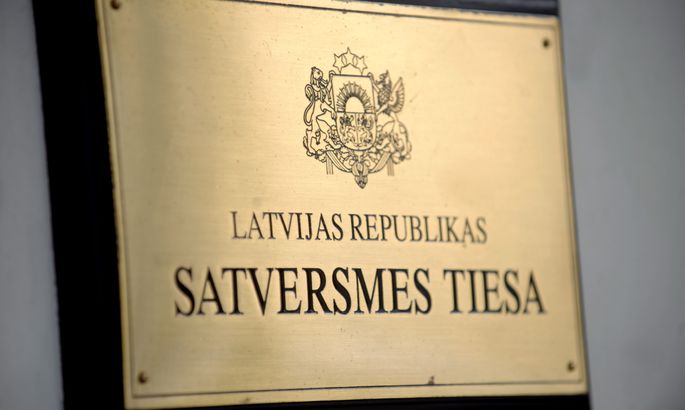 LATVIJAS REPUBLIKAS
SATVERSMES TIESA